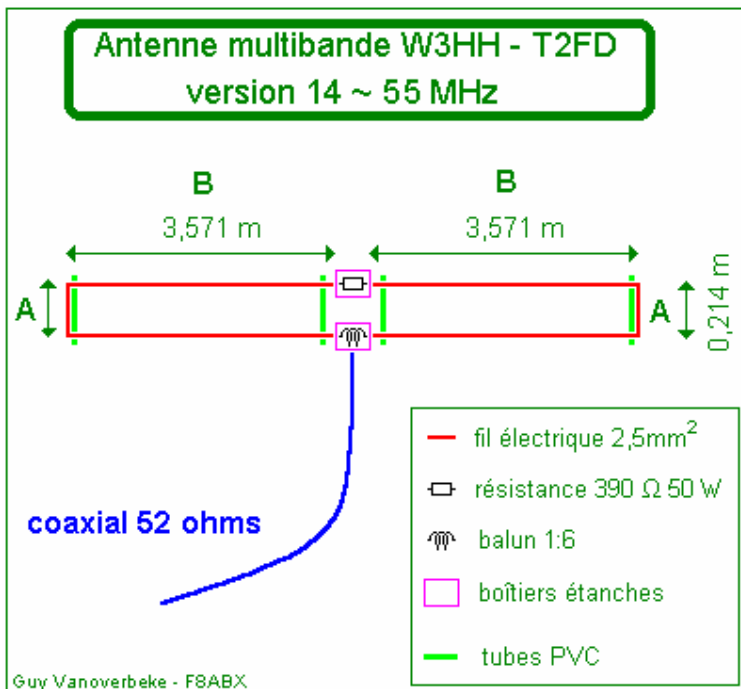 Antenne multibande W3HH - T2FD
version 14 ~ 55 MHz
B
B
3,571 m
3,571 m
A
A
0,214 m
coaxial 52 ohms
fil électrique 2,5mm²
résistance 390 Ω 50 W
balun 1:6
boîtiers étanches
tubes PVC
Guy Vanoverbeke - F8ABX